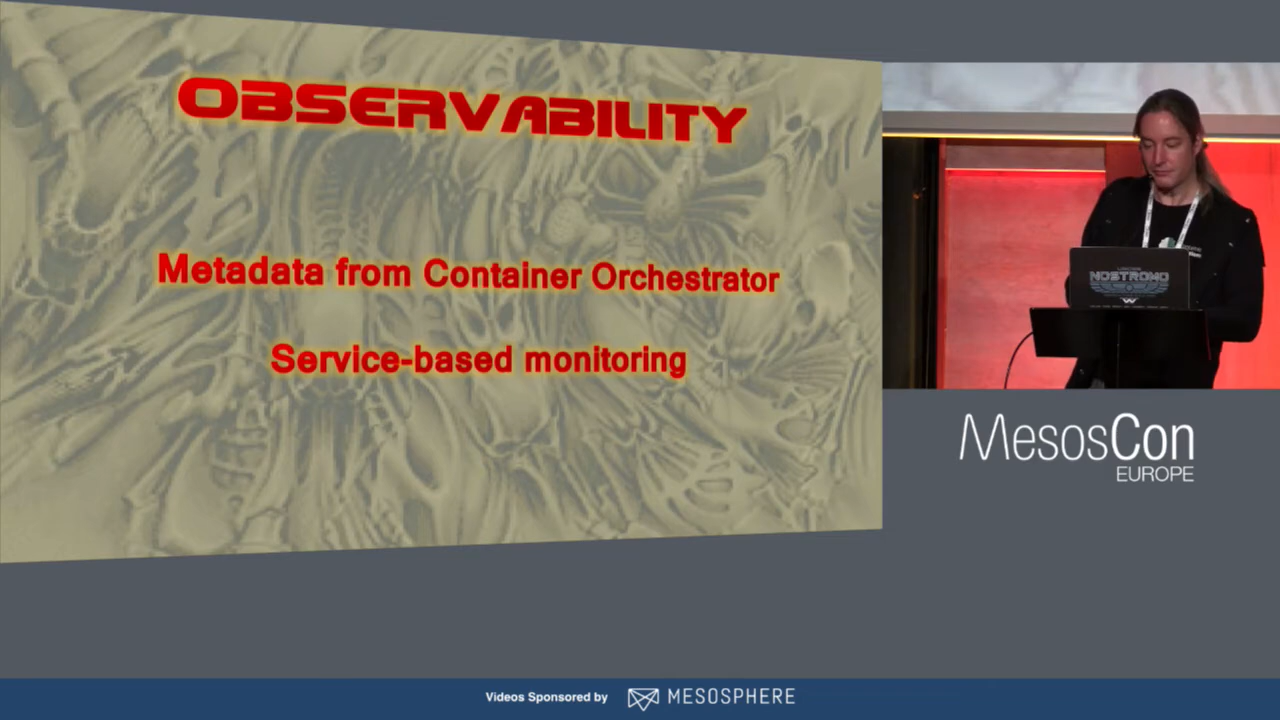 OBSERVABILITY
Metadata from Container Orchestrator
Service-based monitoring
NOSTROMO
MesosCon
EUROPE
Videos Sponsored by MESOSPHERE